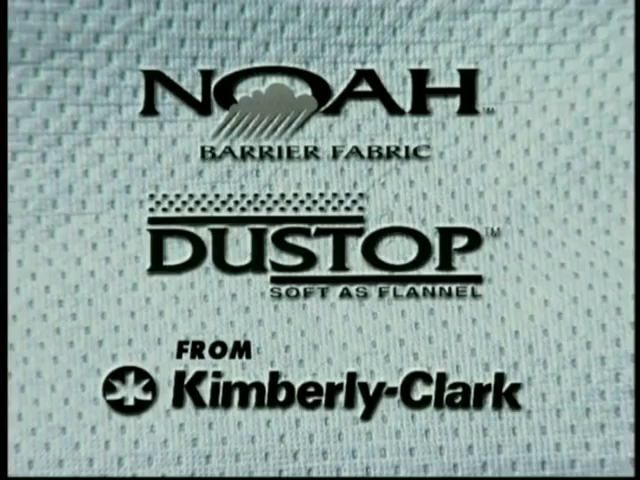 NOAH™
BARRIER FABRIC
DUSTOP™
SOFT AS FLANNEL
FROM
Kimberly-Clark